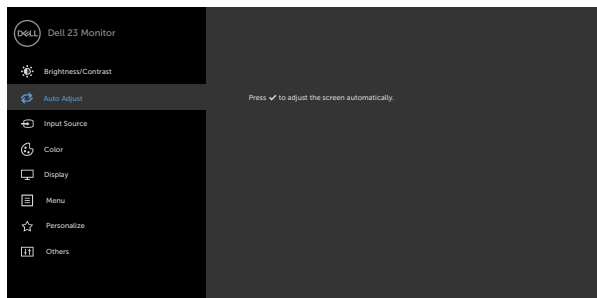 DELL Dell 23 Monitor
Brightness/Contrast
Auto Adjust
Press ✔ to adjust the screen automatically.
Input Source
Color
Display
Menu
Personalize
Others